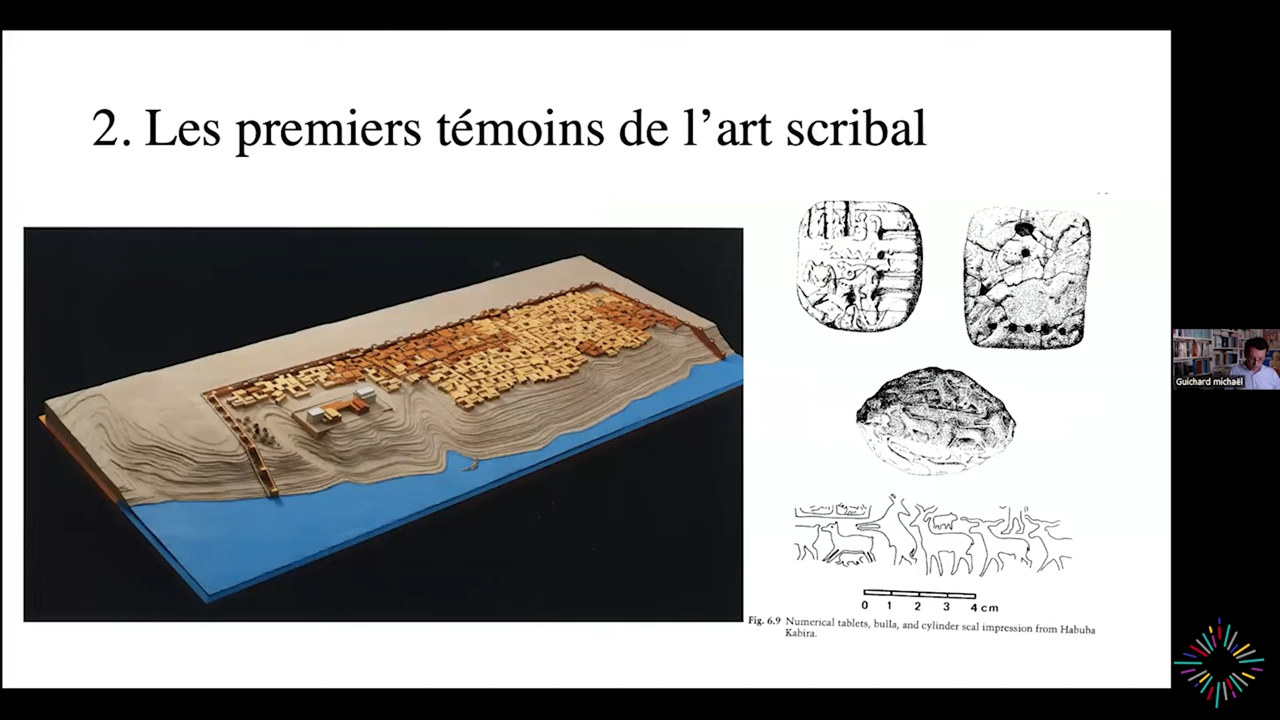 2. Les premiers témoins de l’art scribal
0 1 2 3 4 cm
Fig. 6.9 Numerical tablets, bulla, and cylinder seal impression from Habuba
Kabira.
Guichard michaël